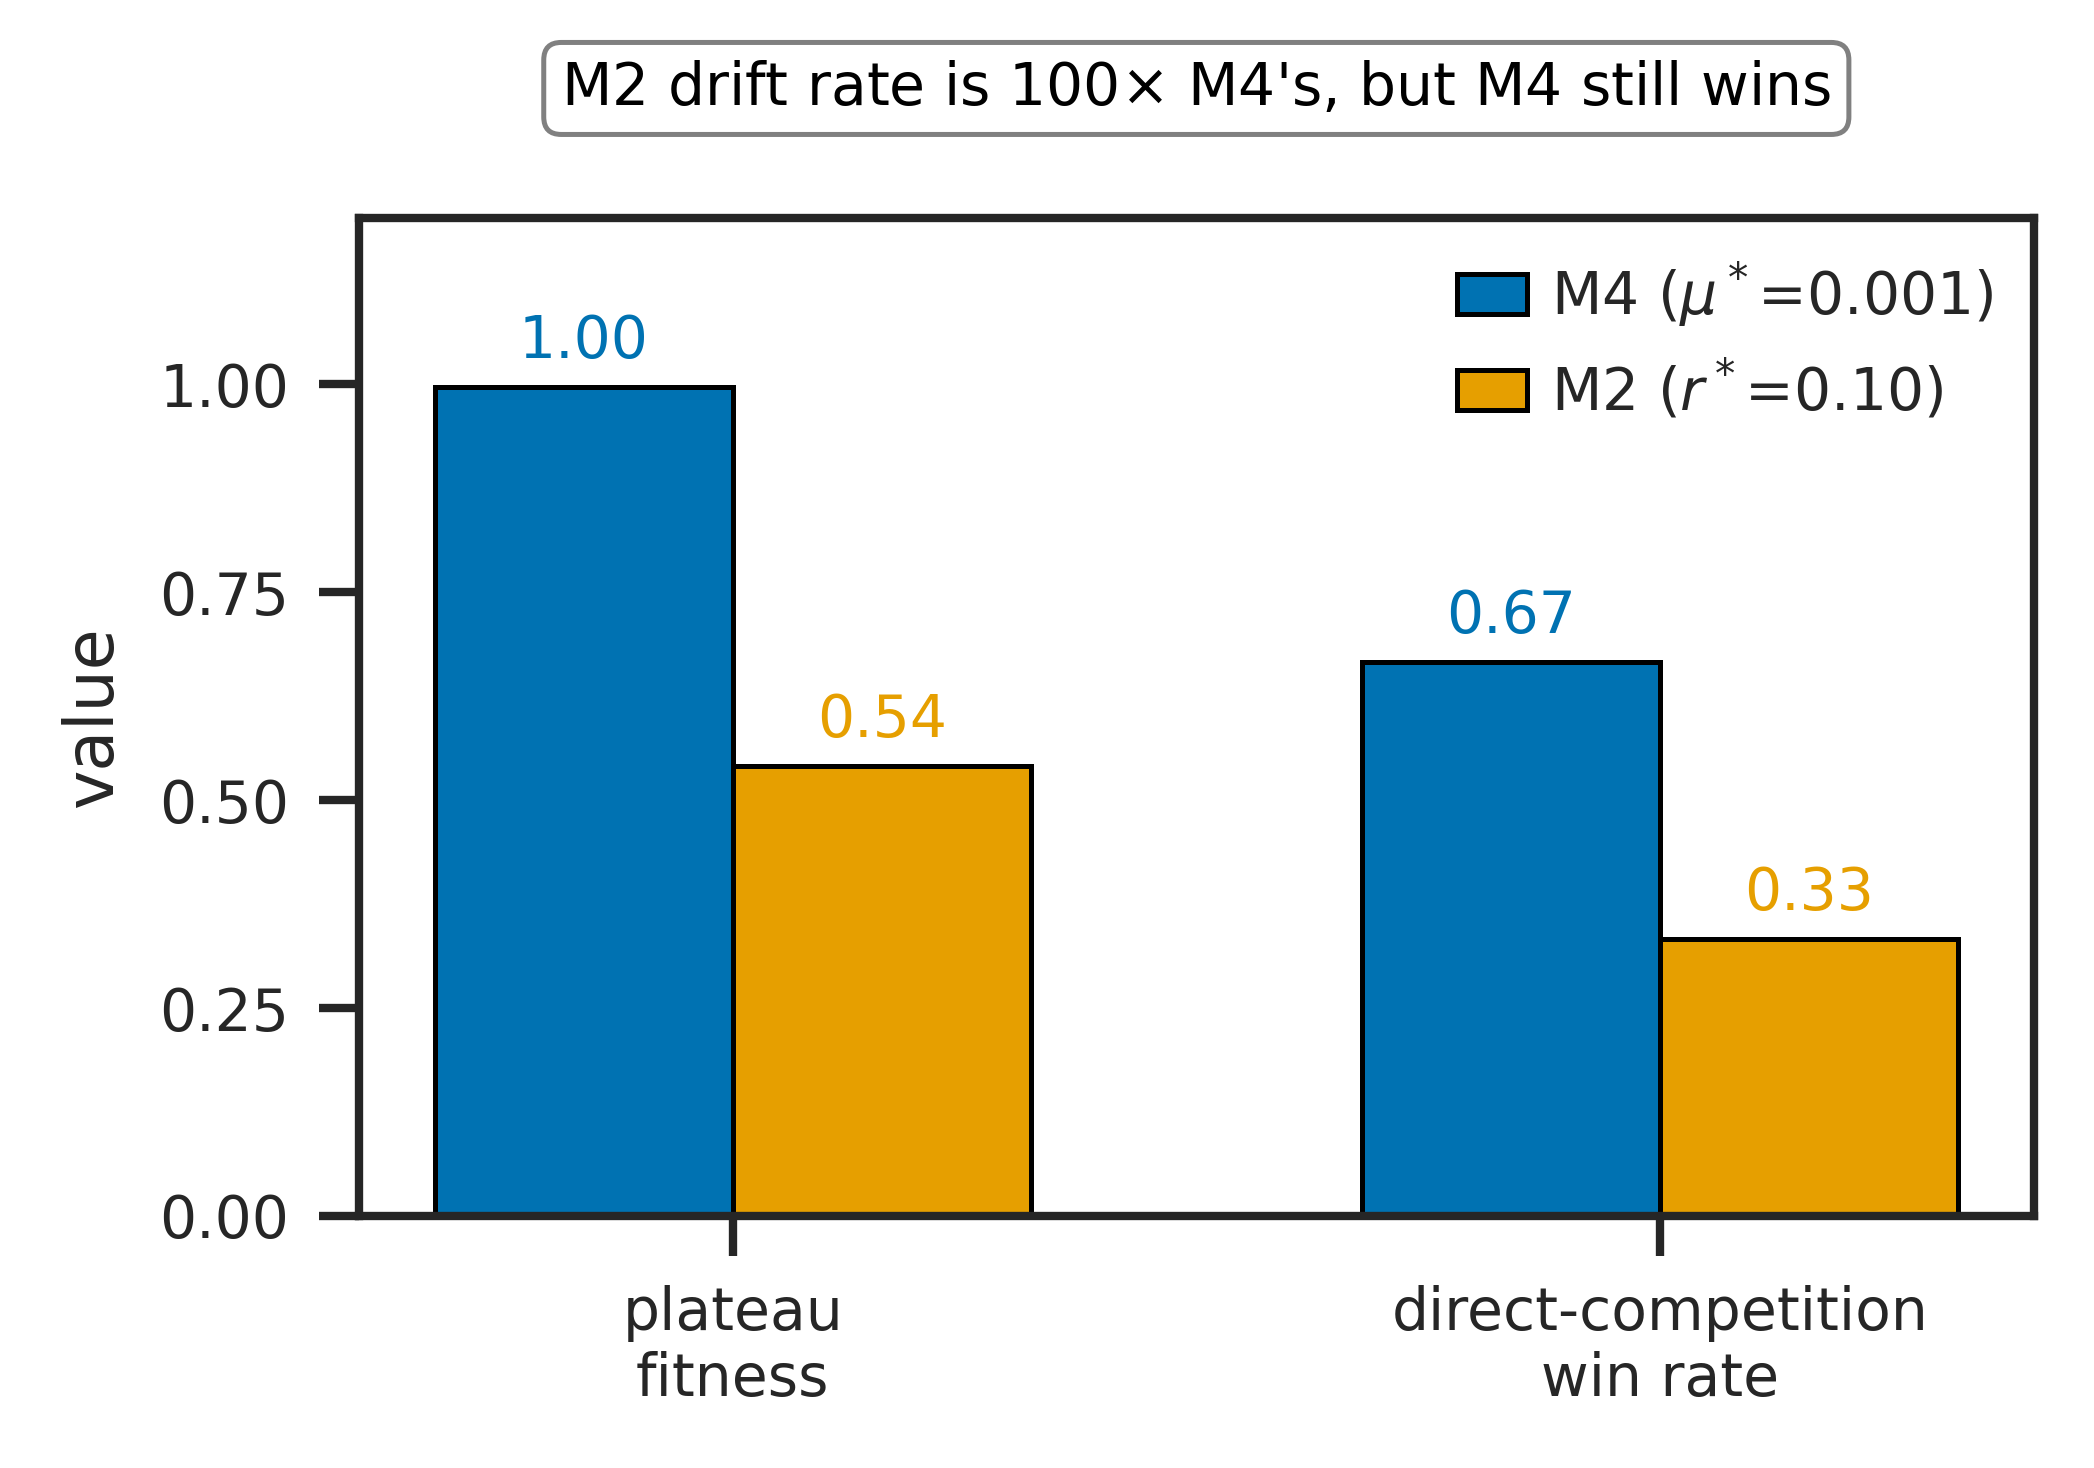 M2 drift rate is 100× M4's, but M4 still wins
M4 (μ*=0.001)
M2 (r*=0.10)
1.00
0.54
0.67
0.33
value
1.00
0.75
0.50
0.25
0.00
plateau
fitness
direct-competition
win rate